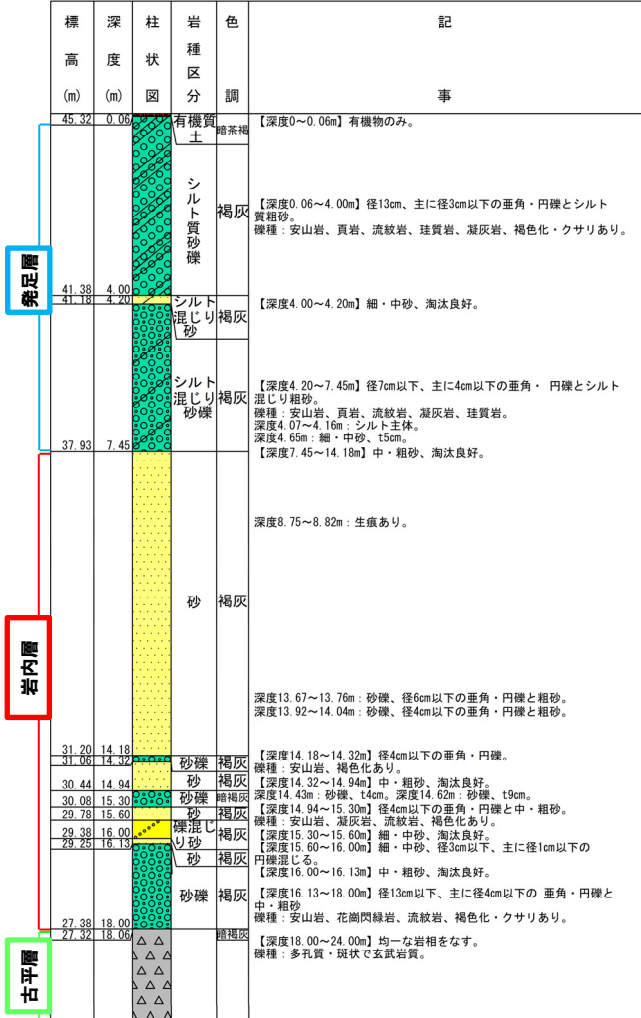 標高(m) 深度(m) 柱状図 岩種区分 色調 記事
発足層
岩内層
古平層
45.32 0.06 有機質土 暗茶褐 【深度0~0.06m】有機物のみ。
シルト質砂礫 褐灰 【深度0.06~4.00m】径13cm、主に径3cm以下の亜角・円礫とシルト
質粗砂。
礫種：安山岩、頁岩、流紋岩、珪質岩、凝灰岩、褐色化・クサリあり。
41.38 4.00
41.18 4.20 シルト混じり砂 褐灰 【深度4.00~4.20m】細・中砂、淘汰良好。
シルト混じり砂礫 褐灰 【深度4.20~7.45m】径7cm以下、主に4cm以下の亜角・ 円礫とシルト
混じり粗砂。
礫種：安山岩、頁岩、流紋岩、凝灰岩、珪質岩。
深度4.07~4.16m：シルト主体。
深度4.65m：細・中砂、t5cm。
37.93 7.45
【深度7.45~14.18m】中・粗砂、淘汰良好。
深度8.75~8.82m：生痕あり。
砂 褐灰
深度13.67~13.76m：砂礫、径6cm以下の亜角・円礫と粗砂。
深度13.92~14.04m：砂礫、径4cm以下の亜角・円礫と粗砂。
31.20 14.18
31.06 14.32 砂礫 褐灰 【深度14.18~14.32m】径4cm以下の亜角・円礫。
礫種：安山岩、褐色化あり。
30.44 14.94 砂 褐灰 【深度14.32~14.94m】中・粗砂、淘汰良好。
深度14.43m：砂礫、t4cm。深度14.62m：砂礫、t9cm。
30.08 15.30 砂礫 暗褐灰 【深度14.94~15.30m】径4cm以下の亜角・円礫と中・粗砂。
礫種：安山岩、凝灰岩、流紋岩、褐色化あり。
29.78 15.60 砂 褐灰 【深度15.30~15.60m】細・中砂、淘汰良好。
29.38 16.00 礫混じり砂 褐灰 【深度15.60~16.00m】細・中砂、径3cm以下、主に径1cm以下の
円礫混じる。
29.25 16.13 砂 褐灰 【深度16.00~16.13m】中・粗砂、淘汰良好。
砂礫 褐灰 【深度16.13~18.00m】径13cm以下、主に径4cm以下の 亜角・円礫と
中・粗砂
礫種：安山岩、花崗閃緑岩、流紋岩、褐色化・クサリあり。
27.38 18.00
27.32 18.06 暗褐灰 【深度18.00~24.00m】均一な岩相をなす。
礫種：多孔質・斑状で玄武岩質。